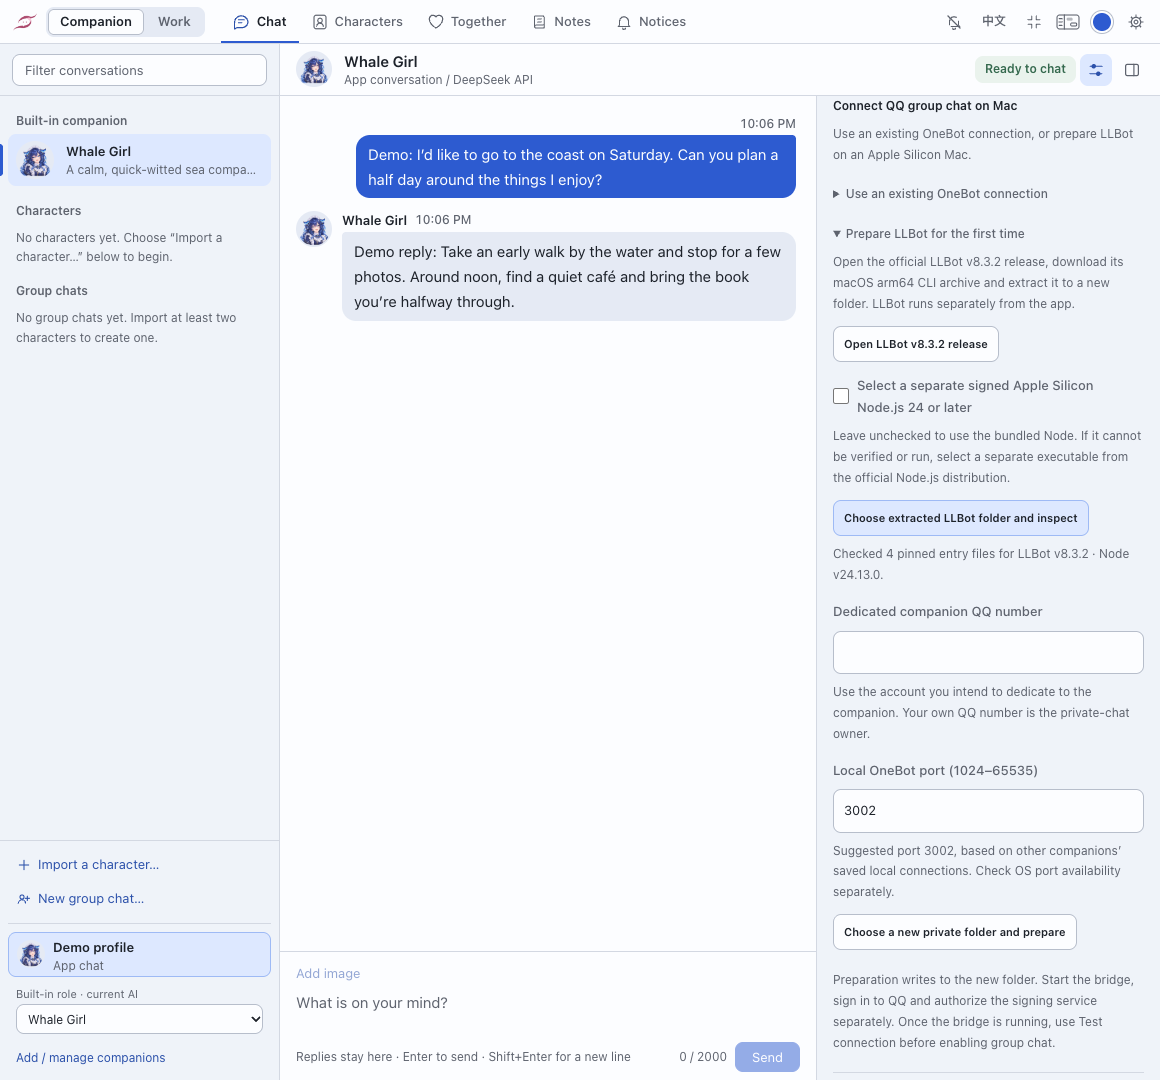 Companion
Work
Chat
Characters
Together
Notes
Notices
中文
Filter conversations
Built-in companion
Whale Girl
A calm, quick-witted sea compa...
Characters
No characters yet. Choose “Import a
character...” below to begin.
Group chats
No group chats yet. Import at least two
characters to create one.
Import a character...
New group chat...
Demo profile
App chat
Built-in role · current AI
Whale Girl
Add / manage companions
Whale Girl
App conversation / DeepSeek API
Ready to chat
10:06 PM
Demo: I’d like to go to the coast on Saturday. Can you plan a
half day around the things I enjoy?
Whale Girl 10:06 PM
Demo reply: Take an early walk by the water and stop for a few
photos. Around noon, find a quiet café and bring the book
you’re halfway through.
Add image
What is on your mind?
Replies stay here · Enter to send · Shift+Enter for a new line
0 / 2000
Send
Connect QQ group chat on Mac
Use an existing OneBot connection, or prepare LLBot
on an Apple Silicon Mac.
Use an existing OneBot connection
Prepare LLBot for the first time
Open the official LLBot v8.3.2 release, download its
macOS arm64 CLI archive and extract it to a new
folder. LLBot runs separately from the app.
Open LLBot v8.3.2 release
Select a separate signed Apple Silicon
Node.js 24 or later
Leave unchecked to use the bundled Node. If it cannot
be verified or run, select a separate executable from
the official Node.js distribution.
Choose extracted LLBot folder and inspect
Checked 4 pinned entry files for LLBot v8.3.2 · Node
v24.13.0.
Dedicated companion QQ number
Use the account you intend to dedicate to the
companion. Your own QQ number is the private-chat
owner.
Local OneBot port (1024–65535)
3002
Suggested port 3002, based on other companions’
saved local connections. Check OS port availability
separately.
Choose a new private folder and prepare
Preparation writes to the new folder. Start the bridge,
sign in to QQ and authorize the signing service
separately. Once the bridge is running, use Test
connection before enabling group chat.